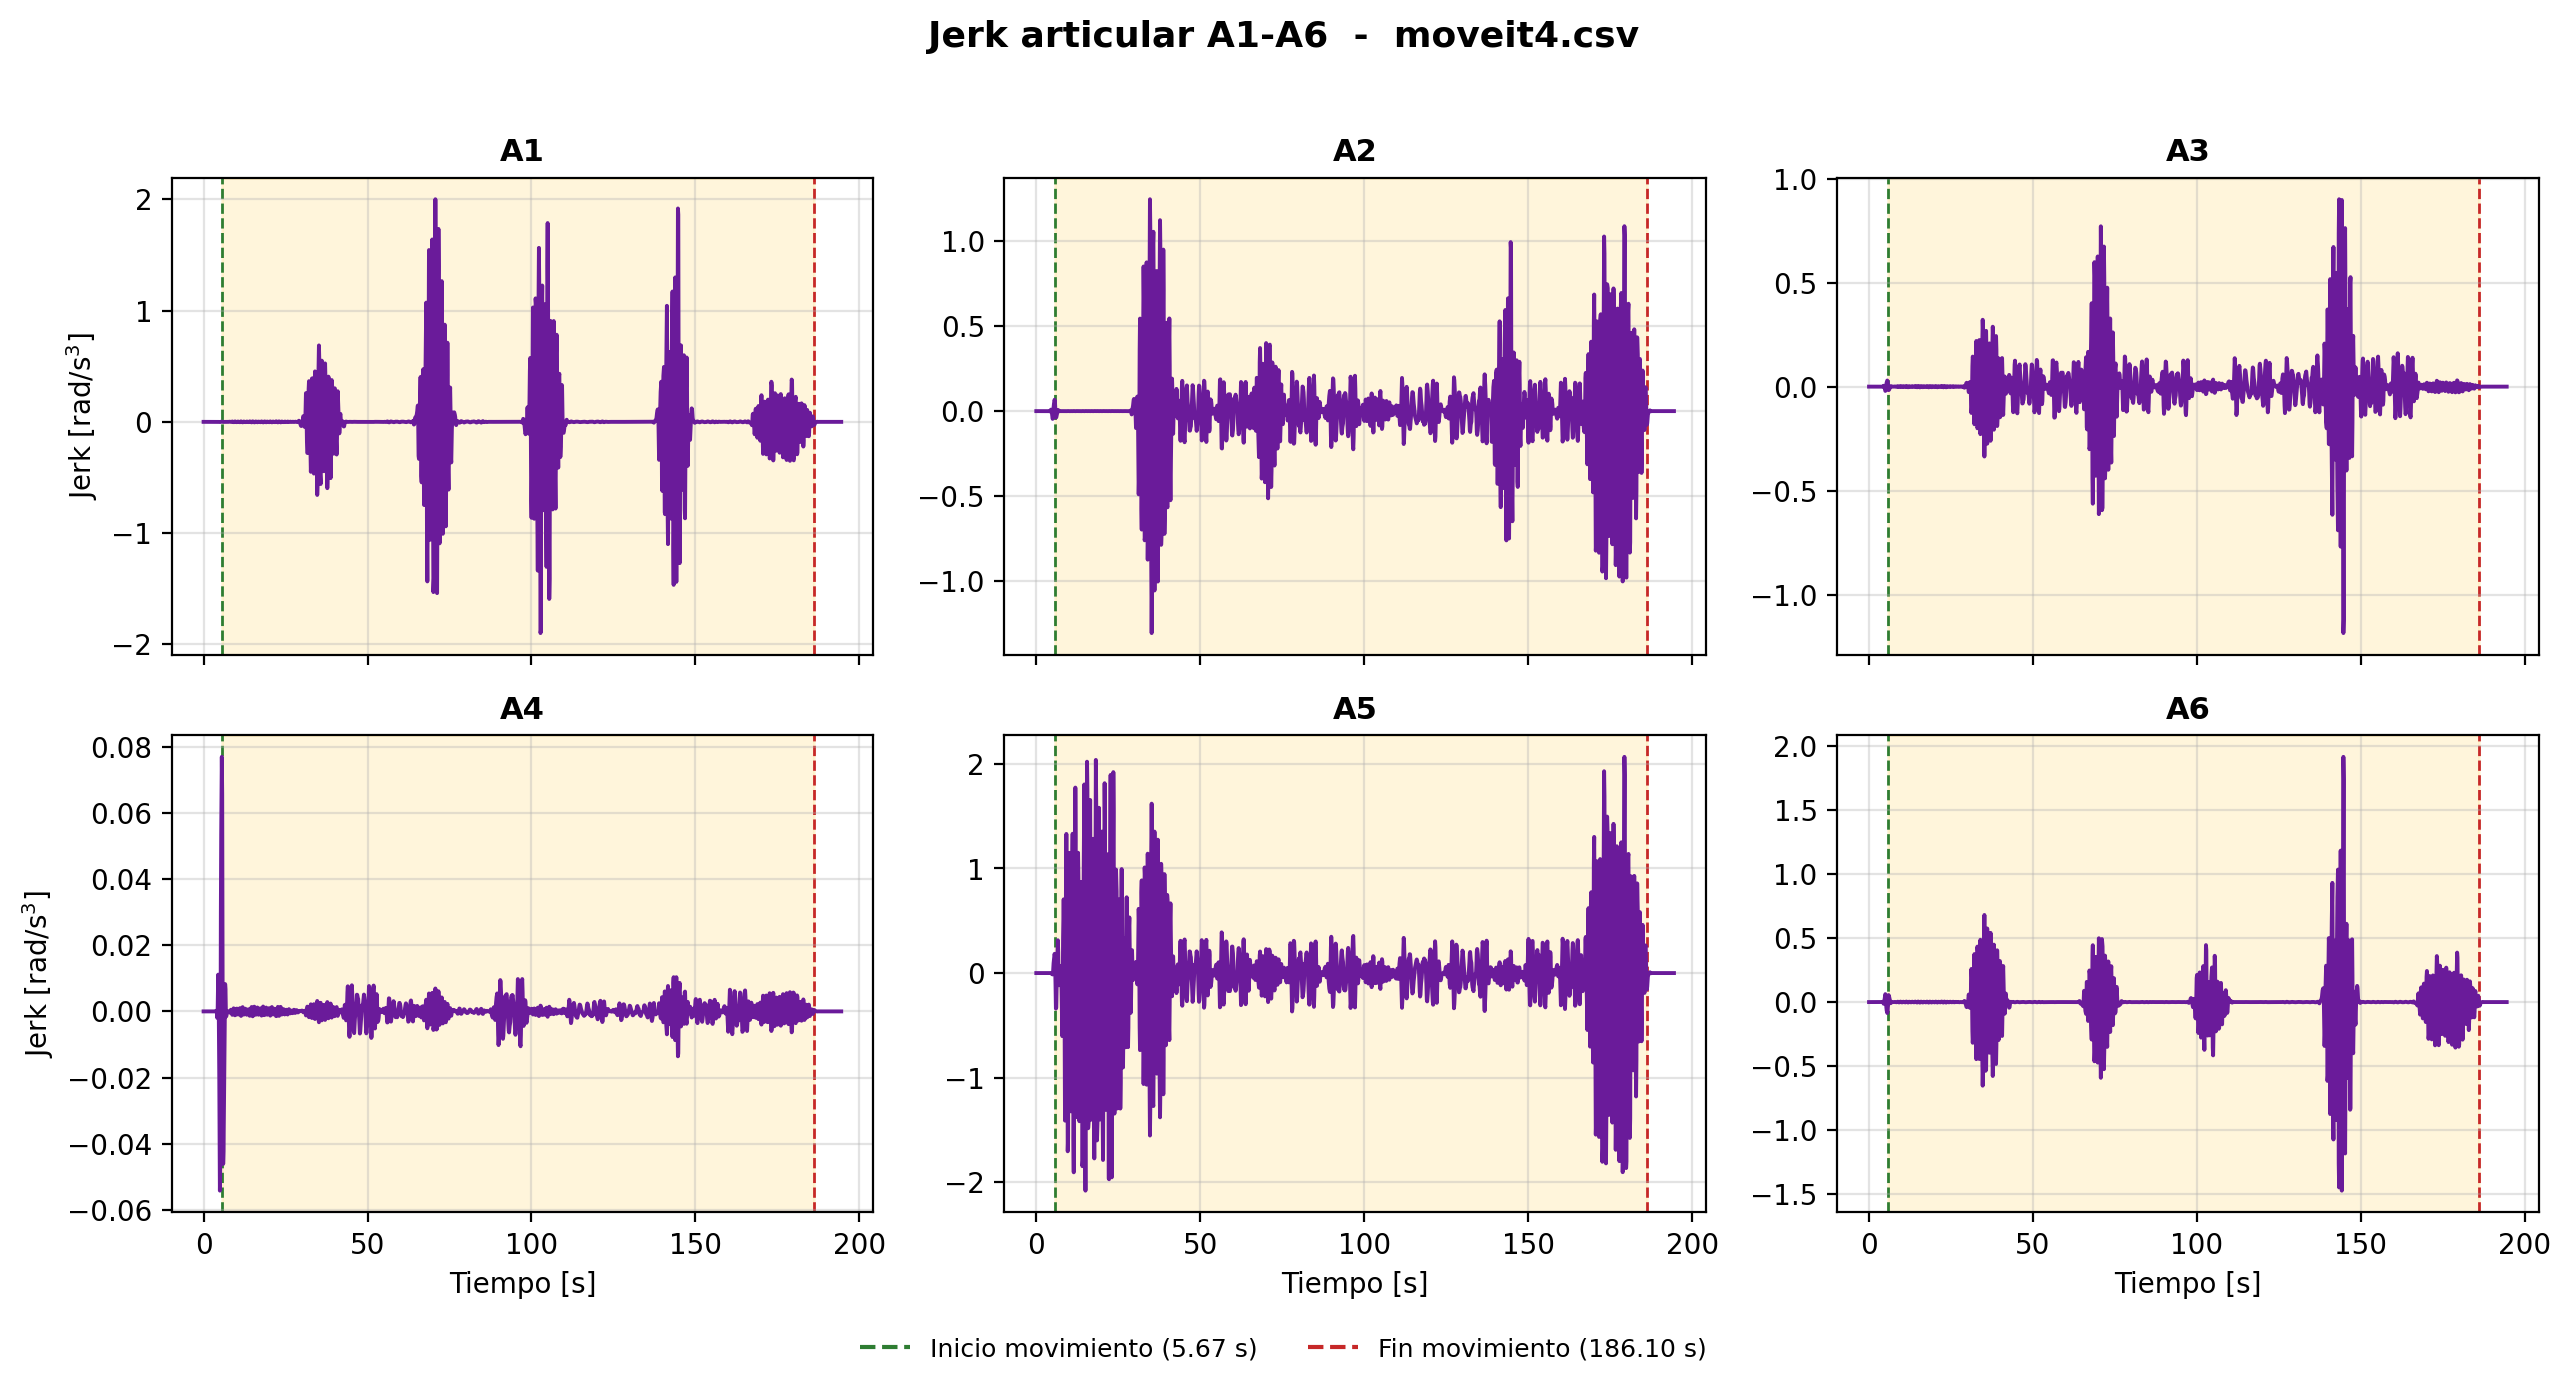 Jerk articular A1-A6 - moveit4.csv
A1
A2
A3
2
1
0
−1
−2
Jerk [rad/s³]
1.0
0.5
0.0
−0.5
−1.0
1.0
0.5
0.0
−0.5
−1.0
A4
A5
A6
0.08
0.06
0.04
0.02
0.00
−0.02
−0.04
−0.06
Jerk [rad/s³]
2
1
0
−1
−2
2.0
1.5
1.0
0.5
0.0
−0.5
−1.0
−1.5
0 50 100 150 200
0 50 100 150 200
0 50 100 150 200
Tiempo [s]
Tiempo [s]
Tiempo [s]
Inicio movimiento (5.67 s)
Fin movimiento (186.10 s)